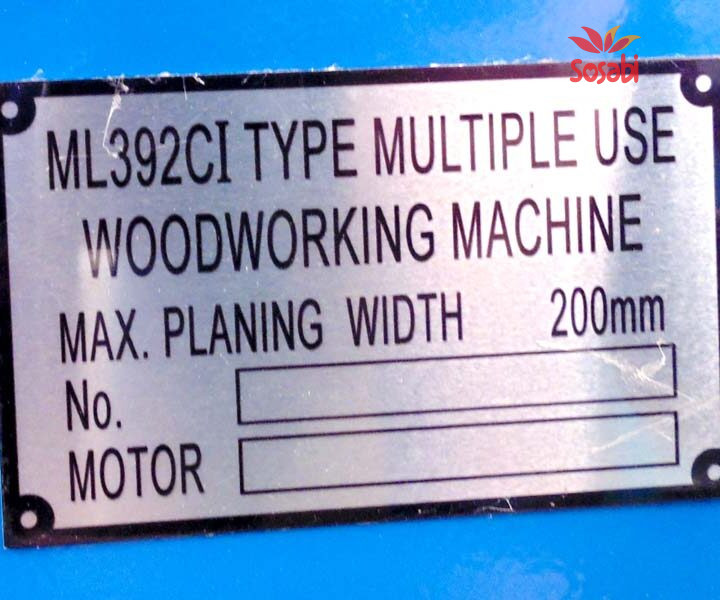 Sosabi
ML392CI TYPE MULTIPLE USE
WOODWORKING MACHINE
MAX. PLANING WIDTH 200mm
No.
MOTOR